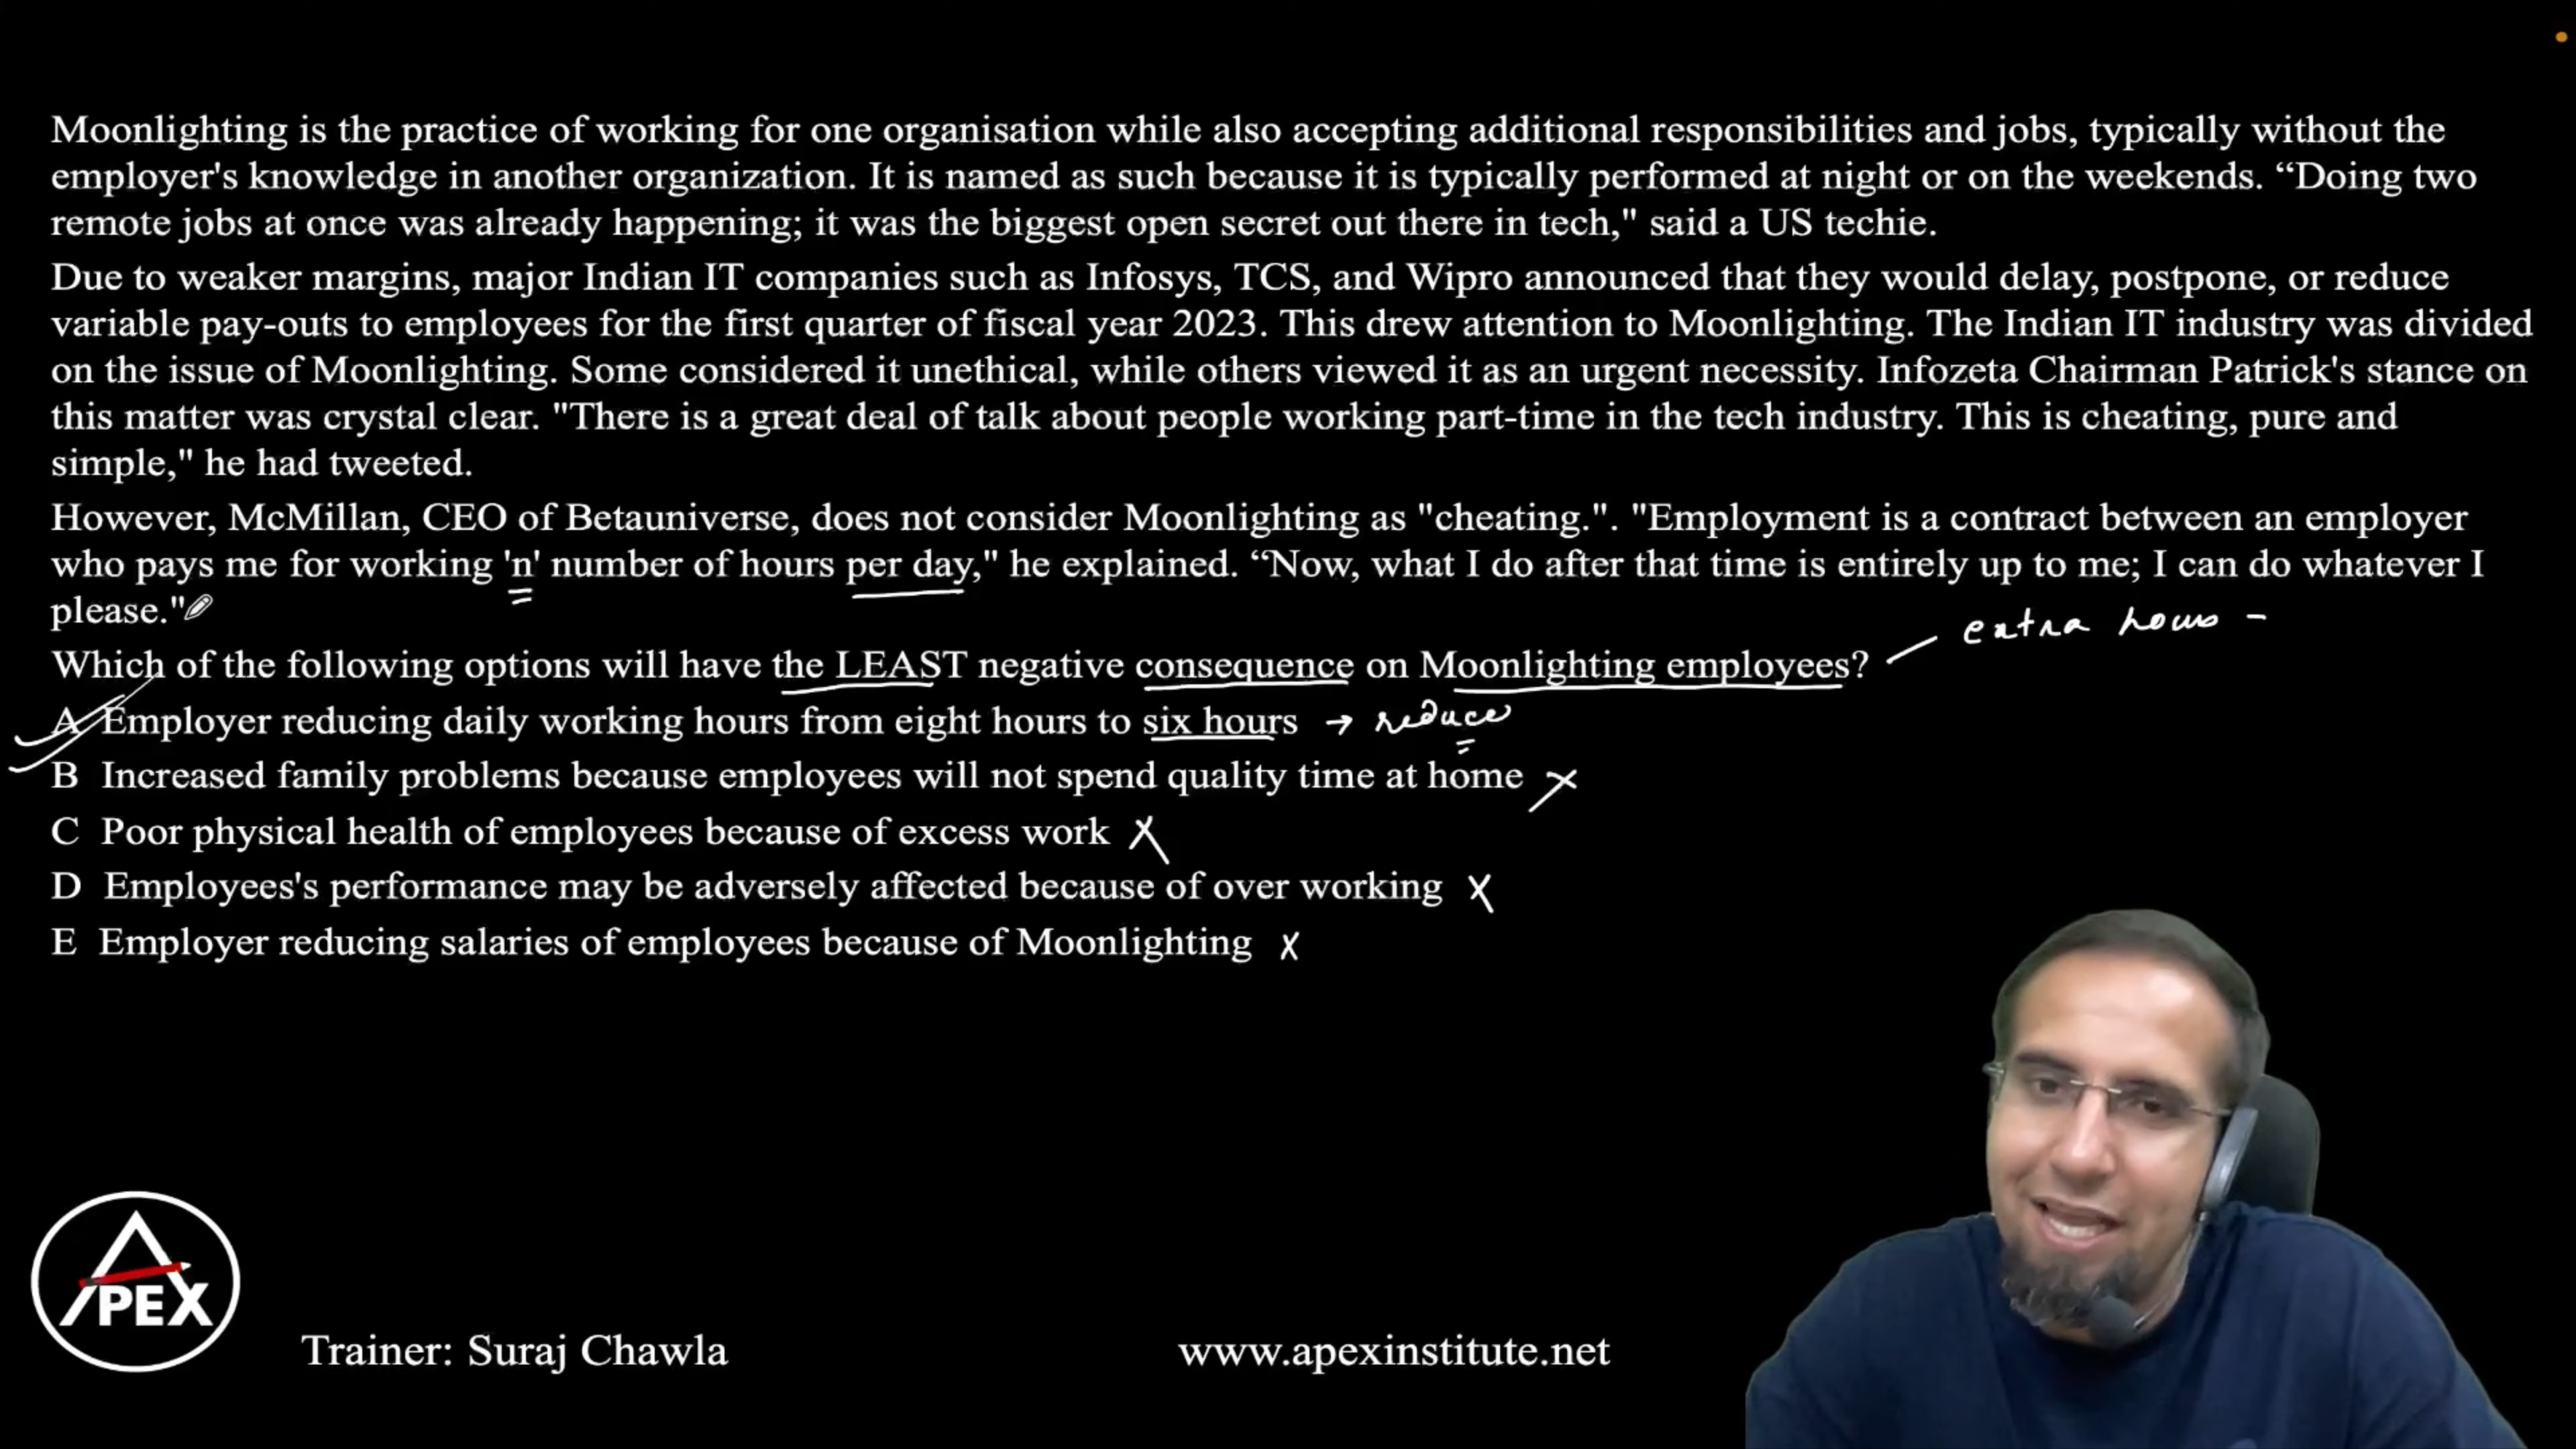 Moonlighting is the practice of working for one organisation while also accepting additional responsibilities and jobs, typically without the
employer's knowledge in another organization. It is named as such because it is typically performed at night or on the weekends. “Doing two
remote jobs at once was already happening; it was the biggest open secret out there in tech," said a US techie.
Due to weaker margins, major Indian IT companies such as Infosys, TCS, and Wipro announced that they would delay, postpone, or reduce
variable pay-outs to employees for the first quarter of fiscal year 2023. This drew attention to Moonlighting. The Indian IT industry was divided
on the issue of Moonlighting. Some considered it unethical, while others viewed it as an urgent necessity. Infozeta Chairman Patrick's stance on
this matter was crystal clear. "There is a great deal of talk about people working part-time in the tech industry. This is cheating, pure and
simple," he had tweeted.
However, McMillan, CEO of Betauniverse, does not consider Moonlighting as "cheating.". "Employment is a contract between an employer
who pays me for working 'n' number of hours per day," he explained. “Now, what I do after that time is entirely up to me; I can do whatever I
please."
extra hours -
Which of the following options will have the LEAST negative consequence on Moonlighting employees?
A Employer reducing daily working hours from eight hours to six hours → reduce
B Increased family problems because employees will not spend quality time at home X
C Poor physical health of employees because of excess work X
D Employees's performance may be adversely affected because of over working X
E Employer reducing salaries of employees because of Moonlighting X
APEX
Trainer: Suraj Chawla
www.apexinstitute.net